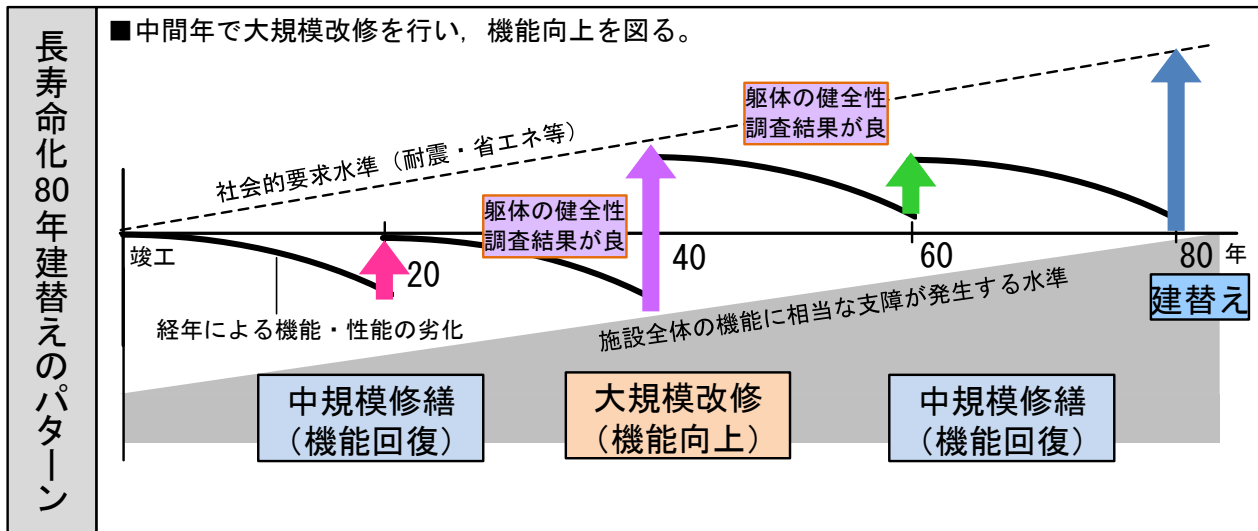 長寿命化80年建替えのパターン
■中間年で大規模改修を行い，機能向上を図る。
躯体の健全性
調査結果が良
社会的要求水準（耐震・省エネ等）
躯体の健全性
調査結果が良
竣工
20
40
60
80 年
建替え
経年による機能・性能の劣化
施設全体の機能に相当な支障が発生する水準
中規模修繕
（機能回復）
大規模改修
（機能向上）
中規模修繕
（機能回復）